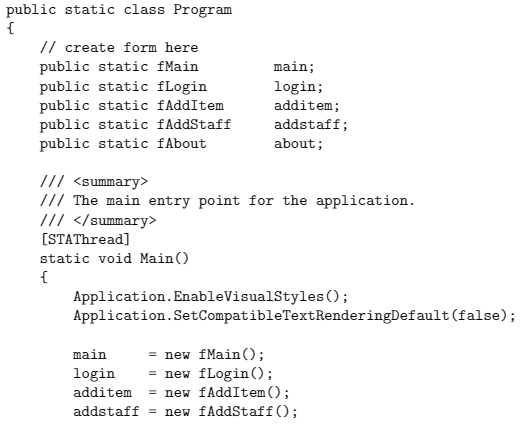 public static class Program
{
    // create form here
    public static fMain         main;
    public static fLogin        login;
    public static fAddItem      additem;
    public static fAddStaff     addstaff;
    public static fAbout        about;

    /// <summary>
    /// The main entry point for the application.
    /// </summary>
    [STAThread]
    static void Main()
    {
        Application.EnableVisualStyles();
        Application.SetCompatibleTextRenderingDefault(false);

        main     = new fMain();
        login    = new fLogin();
        additem  = new fAddItem();
        addstaff = new fAddStaff();